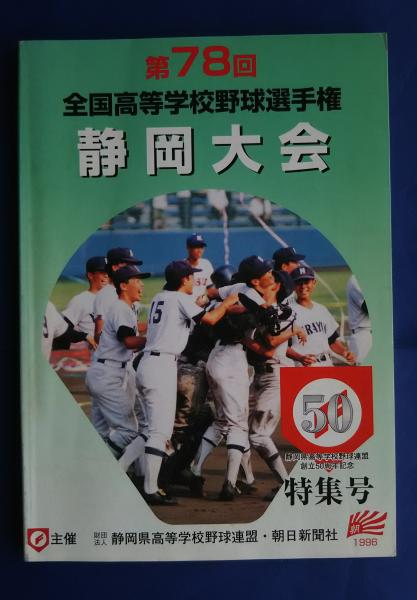 第78回
全国高等学校野球選手権
静岡大会
15
50
静岡県高等学校野球連盟
創立50周年記念
特集号
主催 財団法人 静岡県高等学校野球連盟・朝日新聞社
朝
1996